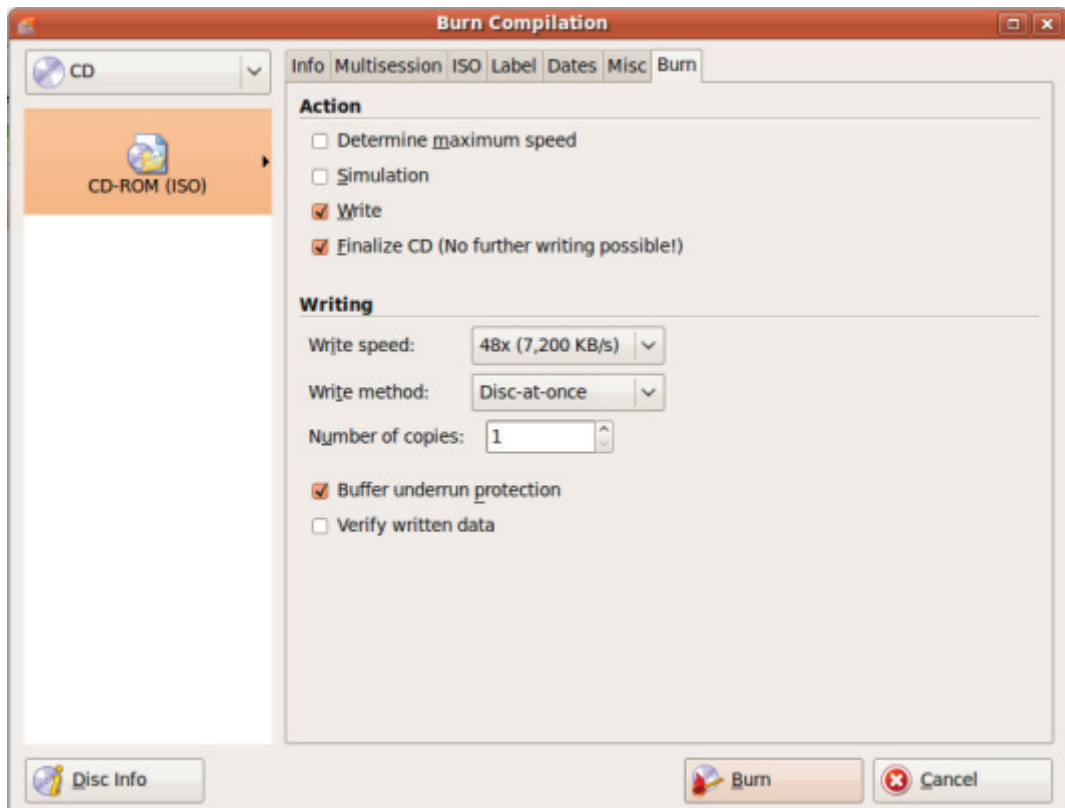 Burn Compilation
CD
CD-ROM (ISO)
Info Multisession ISO Label Dates Misc Burn
Action
Determine maximum speed
Simulation
Write
Finalize CD (No further writing possible!)
Writing
Write speed: 48x (7,200 KB/s)
Write method: Disc-at-once
Number of copies: 1
Buffer underrun protection
Verify written data
Disc Info Burn Cancel